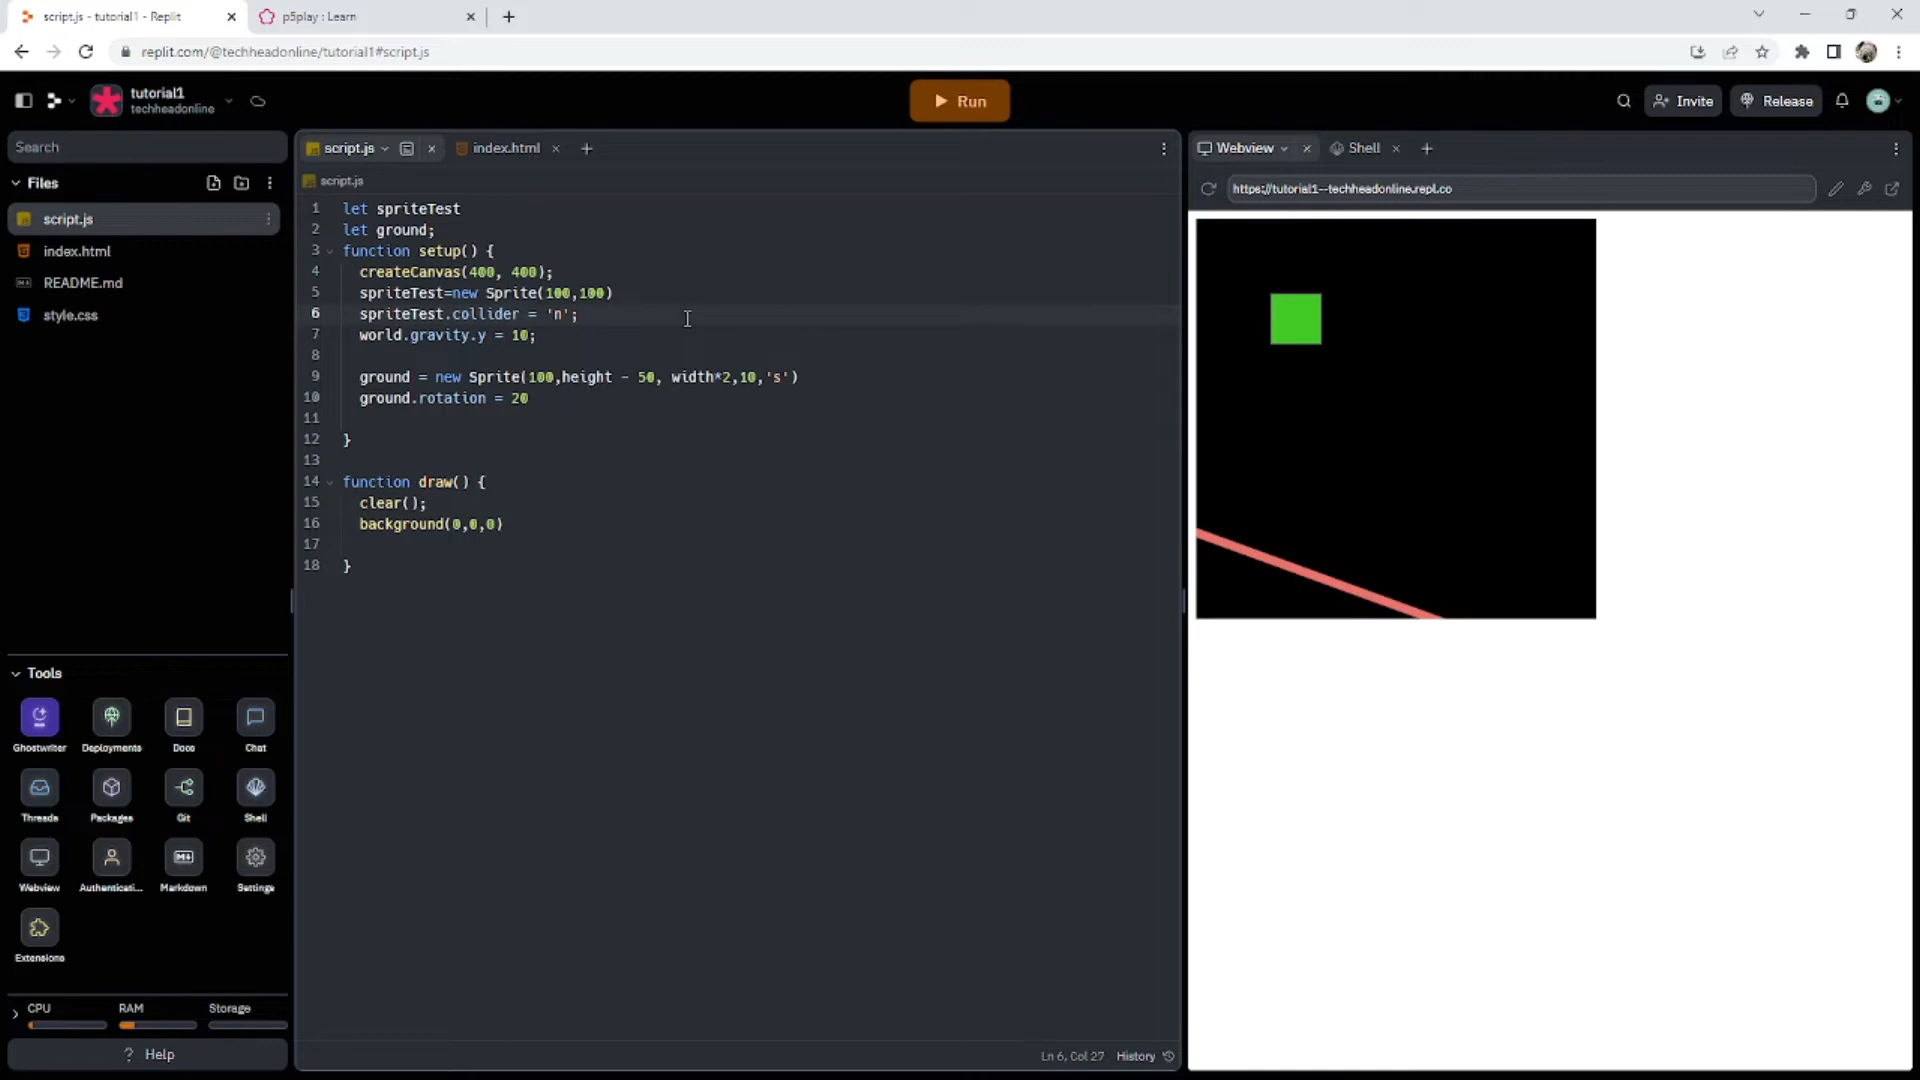 script.js - tutorial1 - Replit
p5play : Learn
replit.com/@techheadonline/tutorial1#script.js
tutorial1
techheadonline
Run
Invite
Release
Search
Files
script.js
index.html
README.md
style.css
script.js
index.html
script.js
1 let spriteTest
2 let ground;
3 function setup() {
4 createCanvas(400, 400);
5 spriteTest=new Sprite(100,100)
6 spriteTest.collider = 'n';
7 world.gravity.y = 10;
8
9 ground = new Sprite(100,height - 50, width*2,10,'s')
10 ground.rotation = 20
11
12 }
13
14 function draw() {
15 clear();
16 background(0,0,0)
17
18 }
Ln 6, Col 27 History
Webview
Shell
https://tutorial1--techheadonline.repl.co
Tools
Ghostwriter Deployments Docs Chat
Threads Packages Git Shell
Webview Authenticati... Markdown Settings
Extensions
CPU RAM Storage
? Help